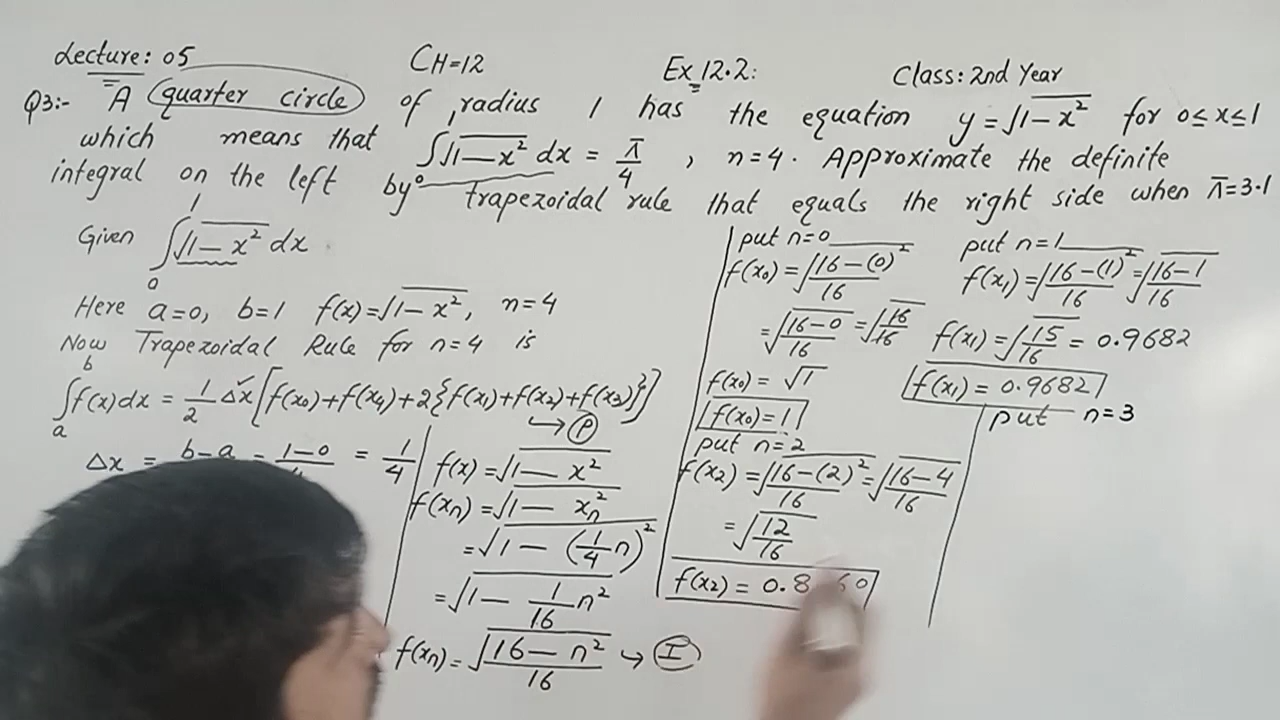 Lecture: 05 CH=12 Ex 12.2: Class: 2nd Year
Q3:- A quarter circle of radius 1 has the equation y = √1-x² for 0≤x≤1
which means that ∫₀ √1-x² dx = π/4 , n=4. Approximate the definite
integral on the left by trapezoidal rule that equals the right side when π=3.1
Given ∫₀¹ √1-x² dx
Here a=0, b=1 f(x)=√1-x², n=4
Now Trapezoidal Rule for n=4 is
∫ₐᵇ f(x)dx = 1/2 Δx [f(x₀)+f(x₄)+2{f(x₁)+f(x₂)+f(x₃)}]
→ P
Δx = b-a = 1-0 = 1/4
f(x) = √1-x²
f(xₙ) = √1-xₙ²
= √1-(1/4 n)²
= √1-1/16 n²
f(xₙ) = √16-n²/16 → I
put n=0
f(x₀) = √16-(0)²/16
= √16-0/16 = √16/16
f(x₀) = √1
f(x₀) = 1
put n=2
f(x₂) = √16-(2)²/16 = √16-4/16
= √12/16
f(x₂) = 0.8
put n=1
f(x₁) = √16-(1)²/16 = √16-1/16
f(x₁) = √15/16 = 0.9682
f(x₁) = 0.9682
put n=3